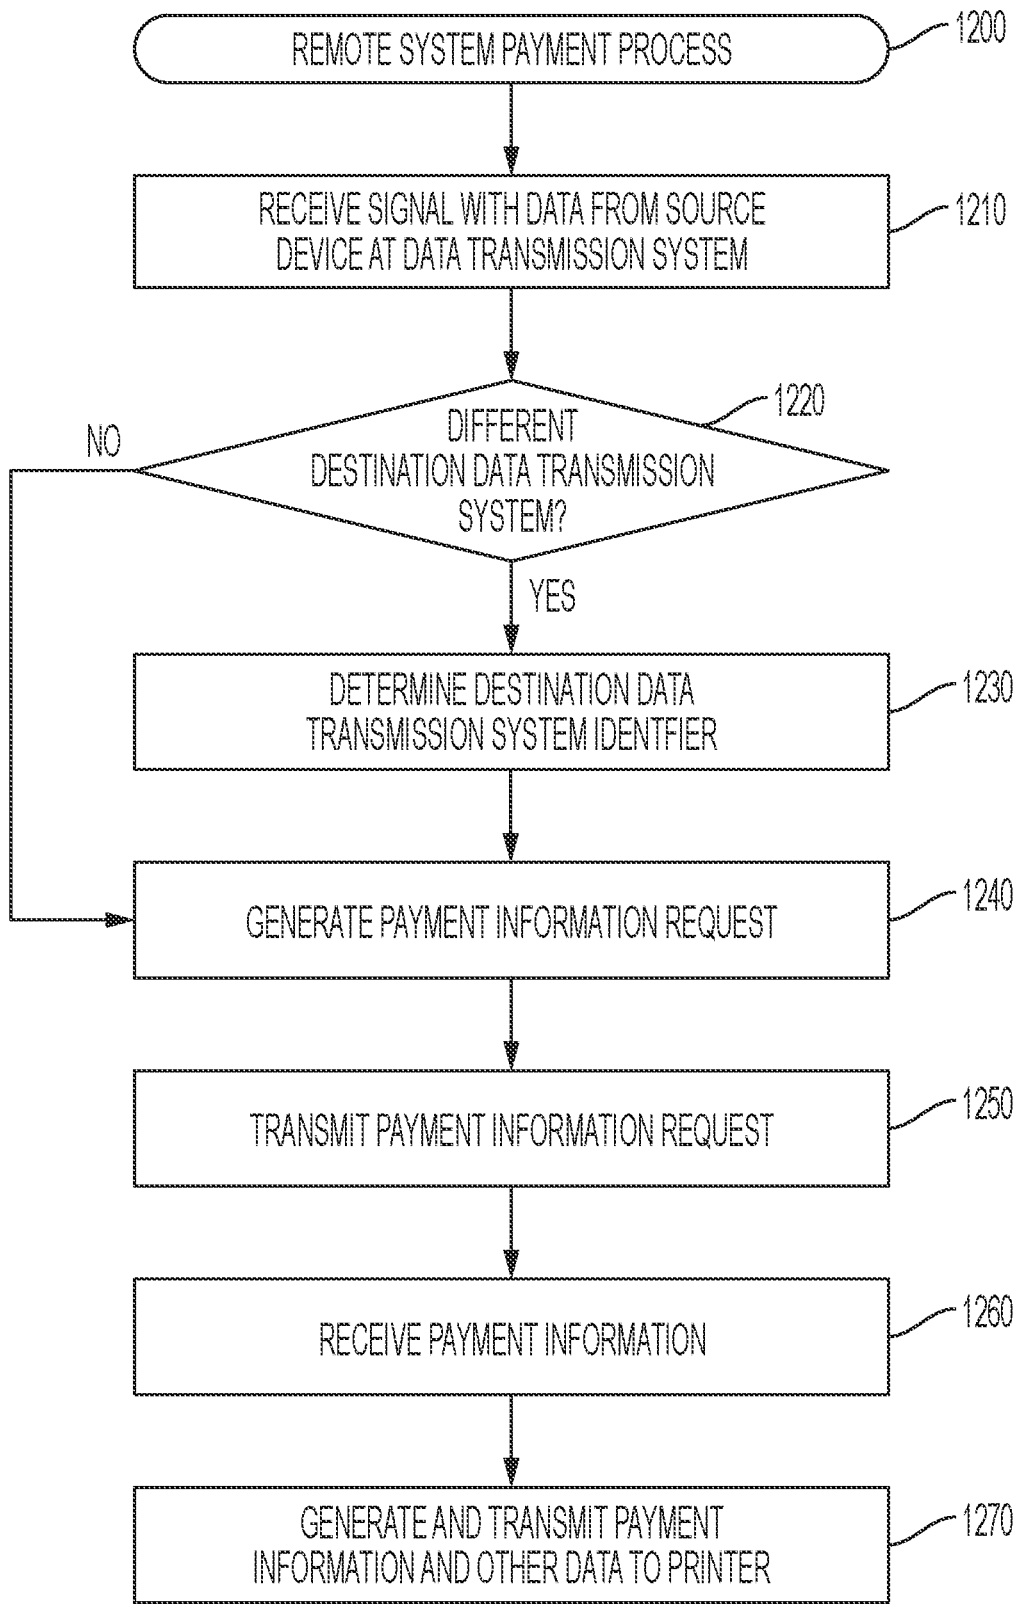 REMOTE SYSTEM PAYMENT PROCESS
1200
RECEIVE SIGNAL WITH DATA FROM SOURCE
DEVICE AT DATA TRANSMISSION SYSTEM
1210
DIFFERENT
DESTINATION DATA TRANSMISSION
SYSTEM?
1220
NO
YES
DETERMINE DESTINATION DATA
TRANSMISSION SYSTEM IDENTFIER
1230
GENERATE PAYMENT INFORMATION REQUEST
1240
TRANSMIT PAYMENT INFORMATION REQUEST
1250
RECEIVE PAYMENT INFORMATION
1260
GENERATE AND TRANSMIT PAYMENT
INFORMATION AND OTHER DATA TO PRINTER
1270